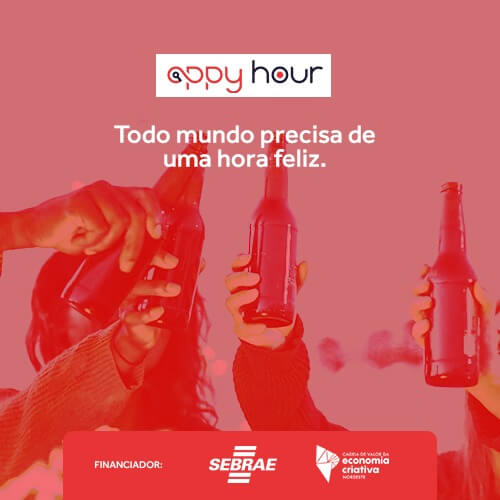 appy hour
Todo mundo precisa de
uma hora feliz.
FINANCIADOR:
SEBRAE
CADEIA DE VALOR DA
economia
criativa
NORDESTE